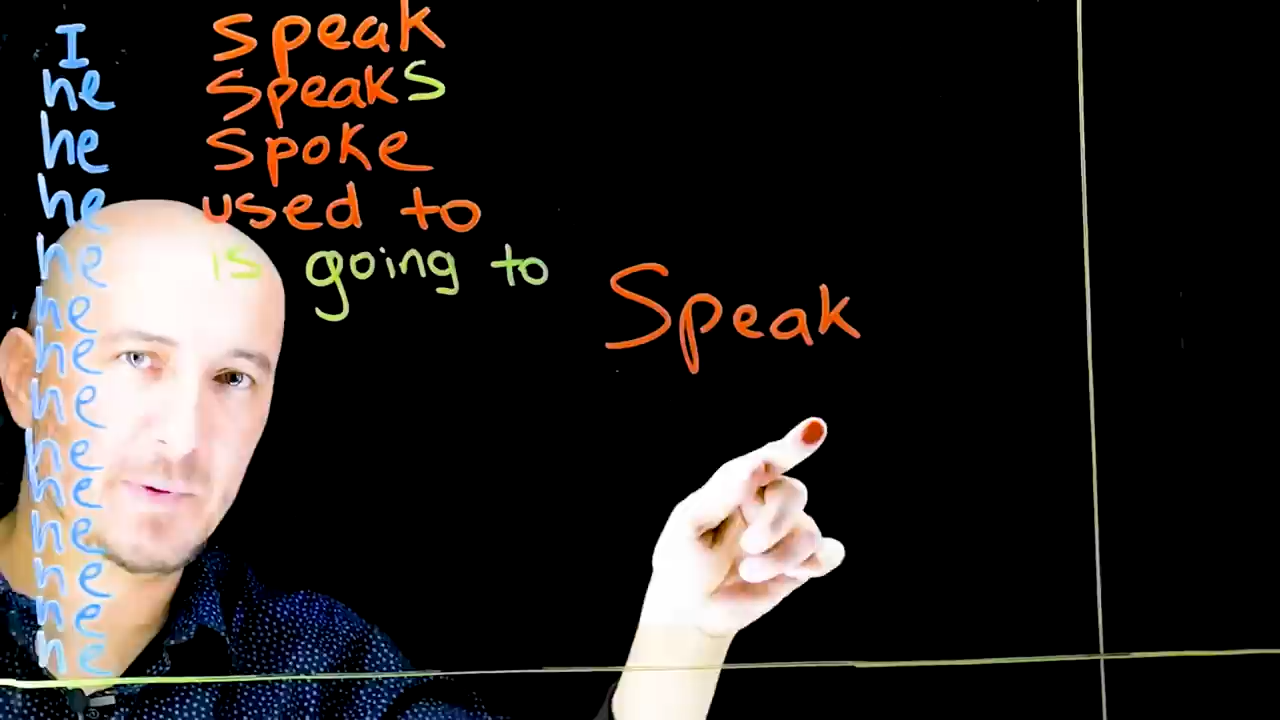 I speak
he speaks
he spoke
he used to
he is going to
Speak
he
he
he
he
he
he
he
he
he